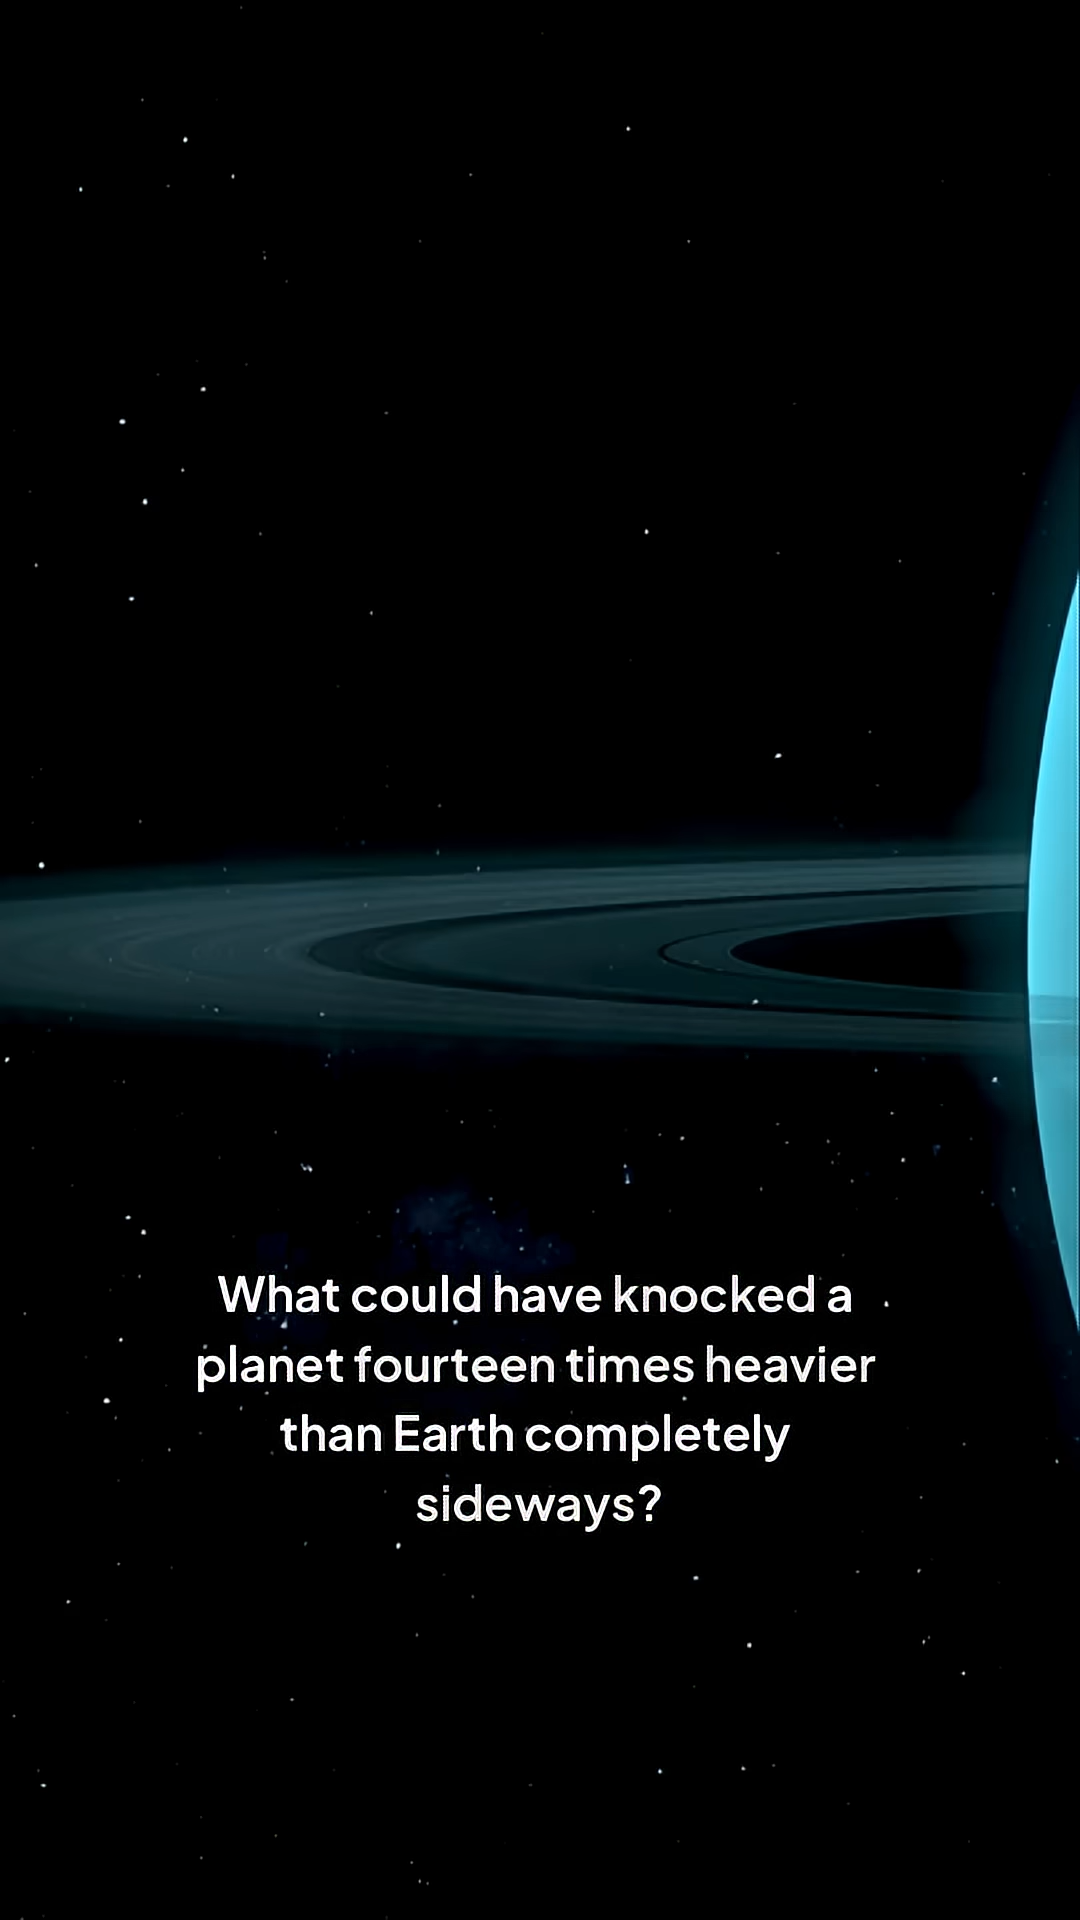 What could have knocked a
planet fourteen times heavier
than Earth completely
sideways?